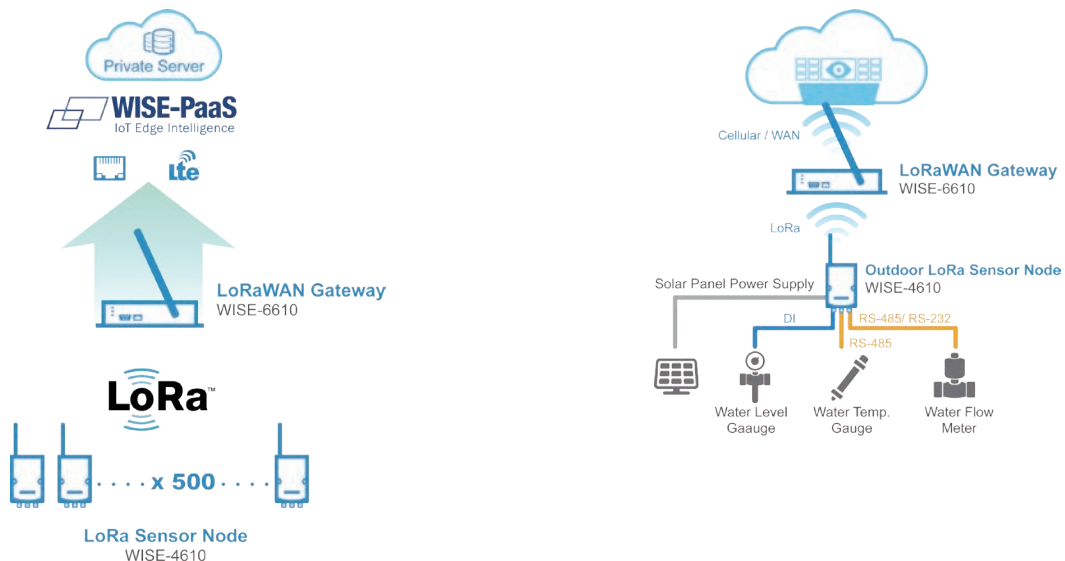 Private Server
WISE-PaaS
IoT Edge Intelligence
Lte
LoRaWAN Gateway
WISE-6610
LoRa™
x 500
LoRa Sensor Node
WISE-4610
Cellular / WAN
LoRaWAN Gateway
WISE-6610
LoRa
Outdoor LoRa Sensor Node
WISE-4610
Solar Panel Power Supply
DI
RS-485/ RS-232
RS-485
Water Level
Gaauge
Water Temp.
Gauge
Water Flow
Meter